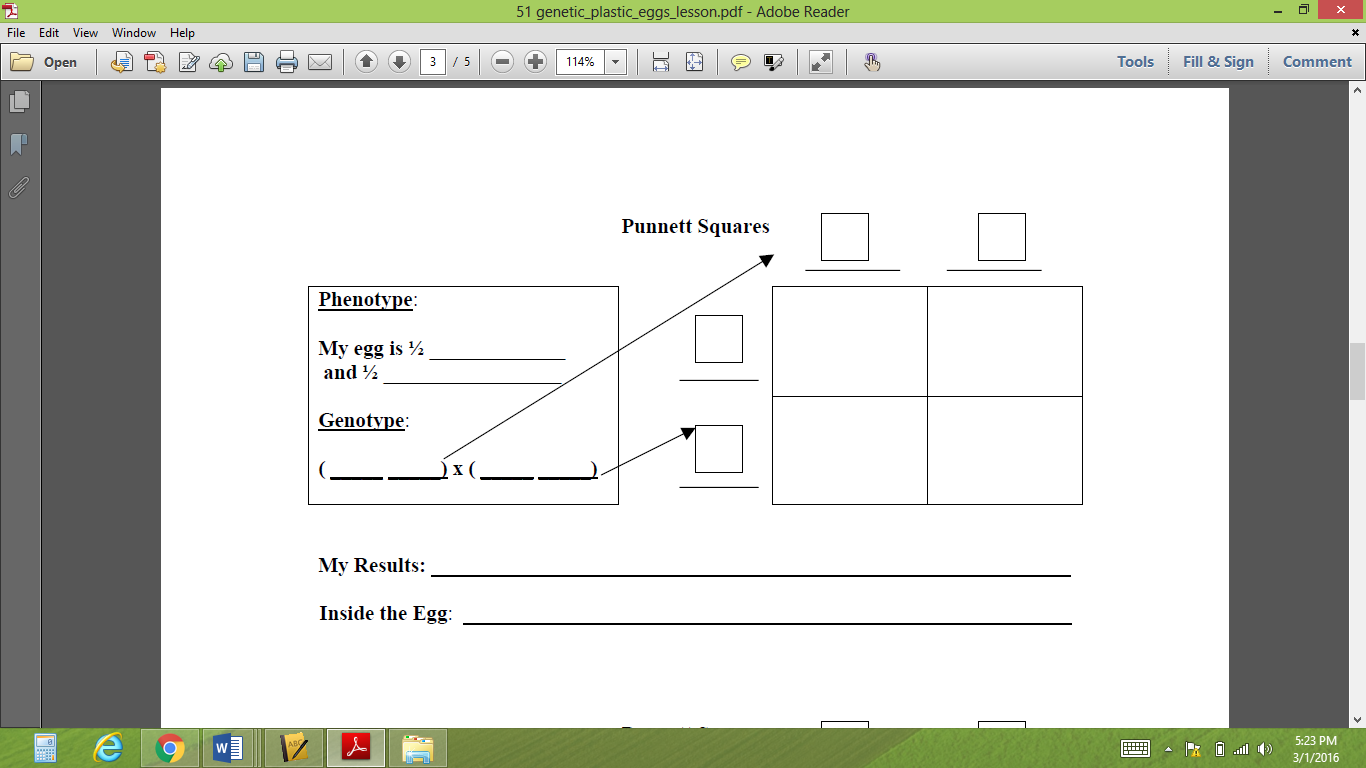 51 genetic_plastic_eggs_lesson.pdf - Adobe Reader
File Edit View Window Help
Open 3 / 5 114% Tools Fill & Sign Comment
Punnett Squares
Phenotype:
My egg is ½ _____________
and ½ _________________
Genotype:
( _____ _____) x ( _____ _____)
My Results: ____________________________________________________________
Inside the Egg: _________________________________________________________
5:23 PM
3/1/2016